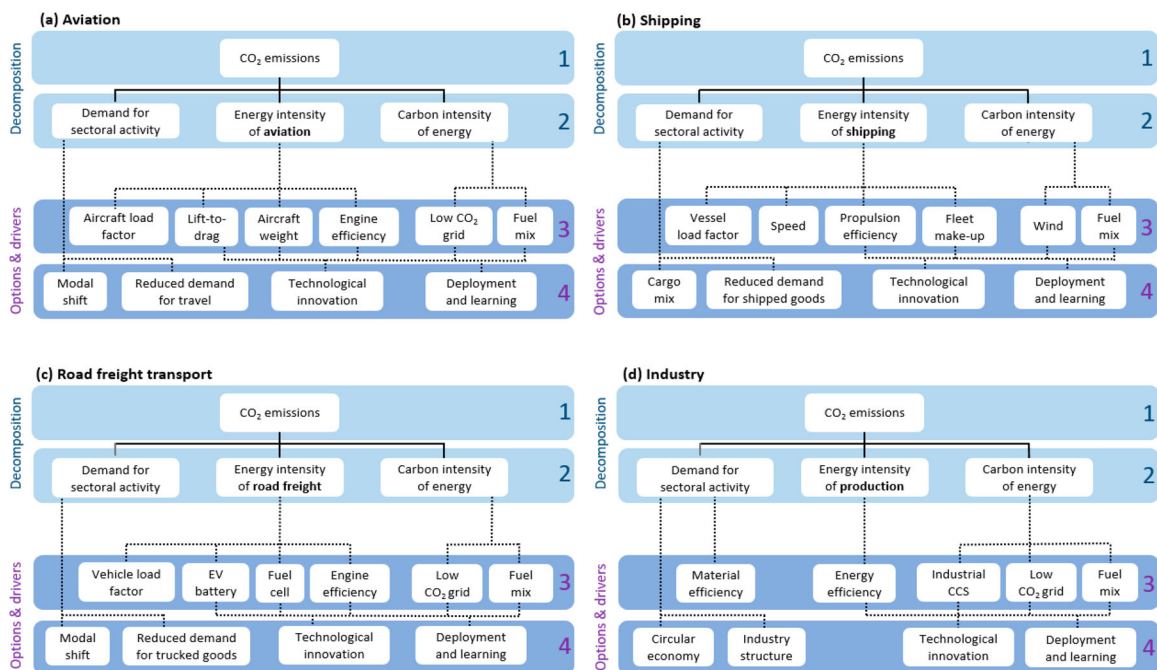 (a) Aviation
Decomposition
Options & drivers
CO₂ emissions
1
Demand for
sectoral activity
Energy intensity
of aviation
Carbon intensity
of energy
2
Aircraft load
factor
Lift-to-
drag
Aircraft
weight
Engine
efficiency
Low CO₂
grid
Fuel
mix
3
Modal
shift
Reduced demand
for travel
Technological
innovation
Deployment
and learning
4
(b) Shipping
Decomposition
Options & drivers
CO₂ emissions
1
Demand for
sectoral activity
Energy intensity
of shipping
Carbon intensity
of energy
2
Vessel
load factor
Speed
Propulsion
efficiency
Fleet
make-up
Wind
Fuel
mix
3
Cargo
mix
Reduced demand
for shipped goods
Technological
innovation
Deployment
and learning
4
(c) Road freight transport
Decomposition
Options & drivers
CO₂ emissions
1
Demand for
sectoral activity
Energy intensity
of road freight
Carbon intensity
of energy
2
Vehicle load
factor
EV
battery
Fuel
cell
Engine
efficiency
Low
CO₂ grid
Fuel
mix
3
Modal
shift
Reduced demand
for trucked goods
Technological
innovation
Deployment
and learning
4
(d) Industry
Decomposition
Options & drivers
CO₂ emissions
1
Demand for
sectoral activity
Energy intensity
of production
Carbon intensity
of energy
2
Material
efficiency
Energy
efficiency
Industrial
CCS
Low
CO₂ grid
Fuel
mix
3
Circular
economy
Industry
structure
Technological
innovation
Deployment
and learning
4